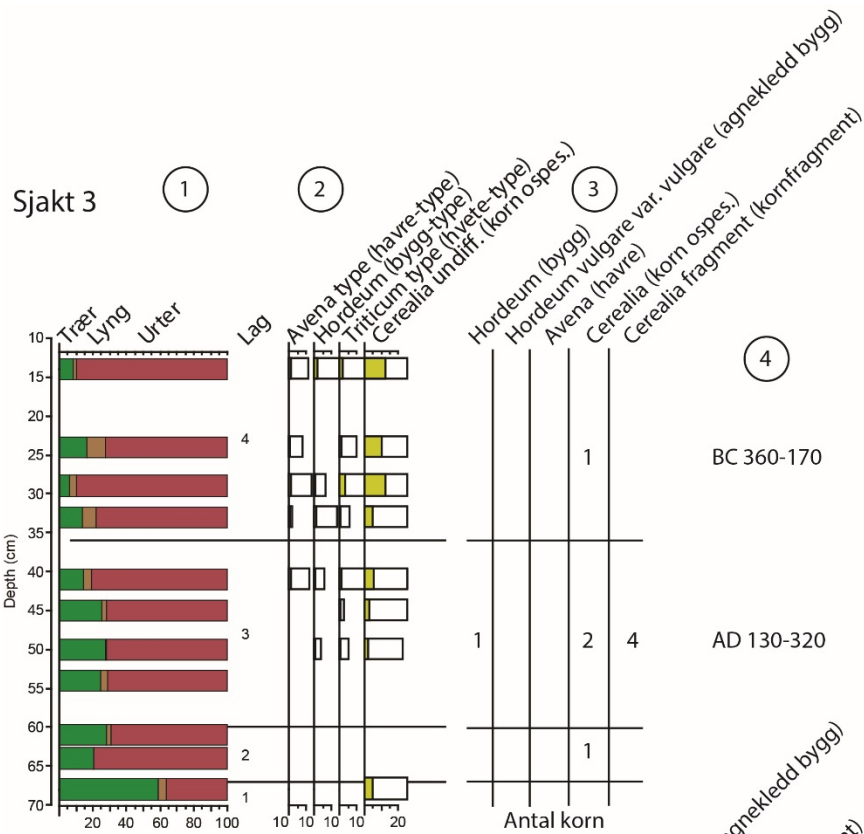 Sjakt 3
1
2
3
4
Trær
Lyng
Urter
Lag
Avena type (havre-type)
Hordeum (bygg-type)
Triticum type (hvete-type)
Cerealia undiff. (korn ospes.)
Hordeum (bygg)
Hordeum vulgare var. vulgare (agnekledd bygg)
Avena (havre)
Cerealia (korn ospes.)
Cerealia fragment (kornfragment)
Depth (cm)
10
15
20
25
30
35
40
45
50
55
60
65
70
4
3
2
1
1 BC 360-170
1 2 4 AD 130-320
1
20 40 60 80 100
10 10 10 10 20
Antal korn
agnekledd bygg)